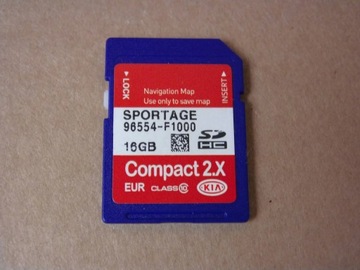 LOCK
INSERT
Navigation Map
Use only to save map
SPORTAGE
96554-F1000
16GB
SD
HC
Compact 2.X
EUR CLASS 10 KIA